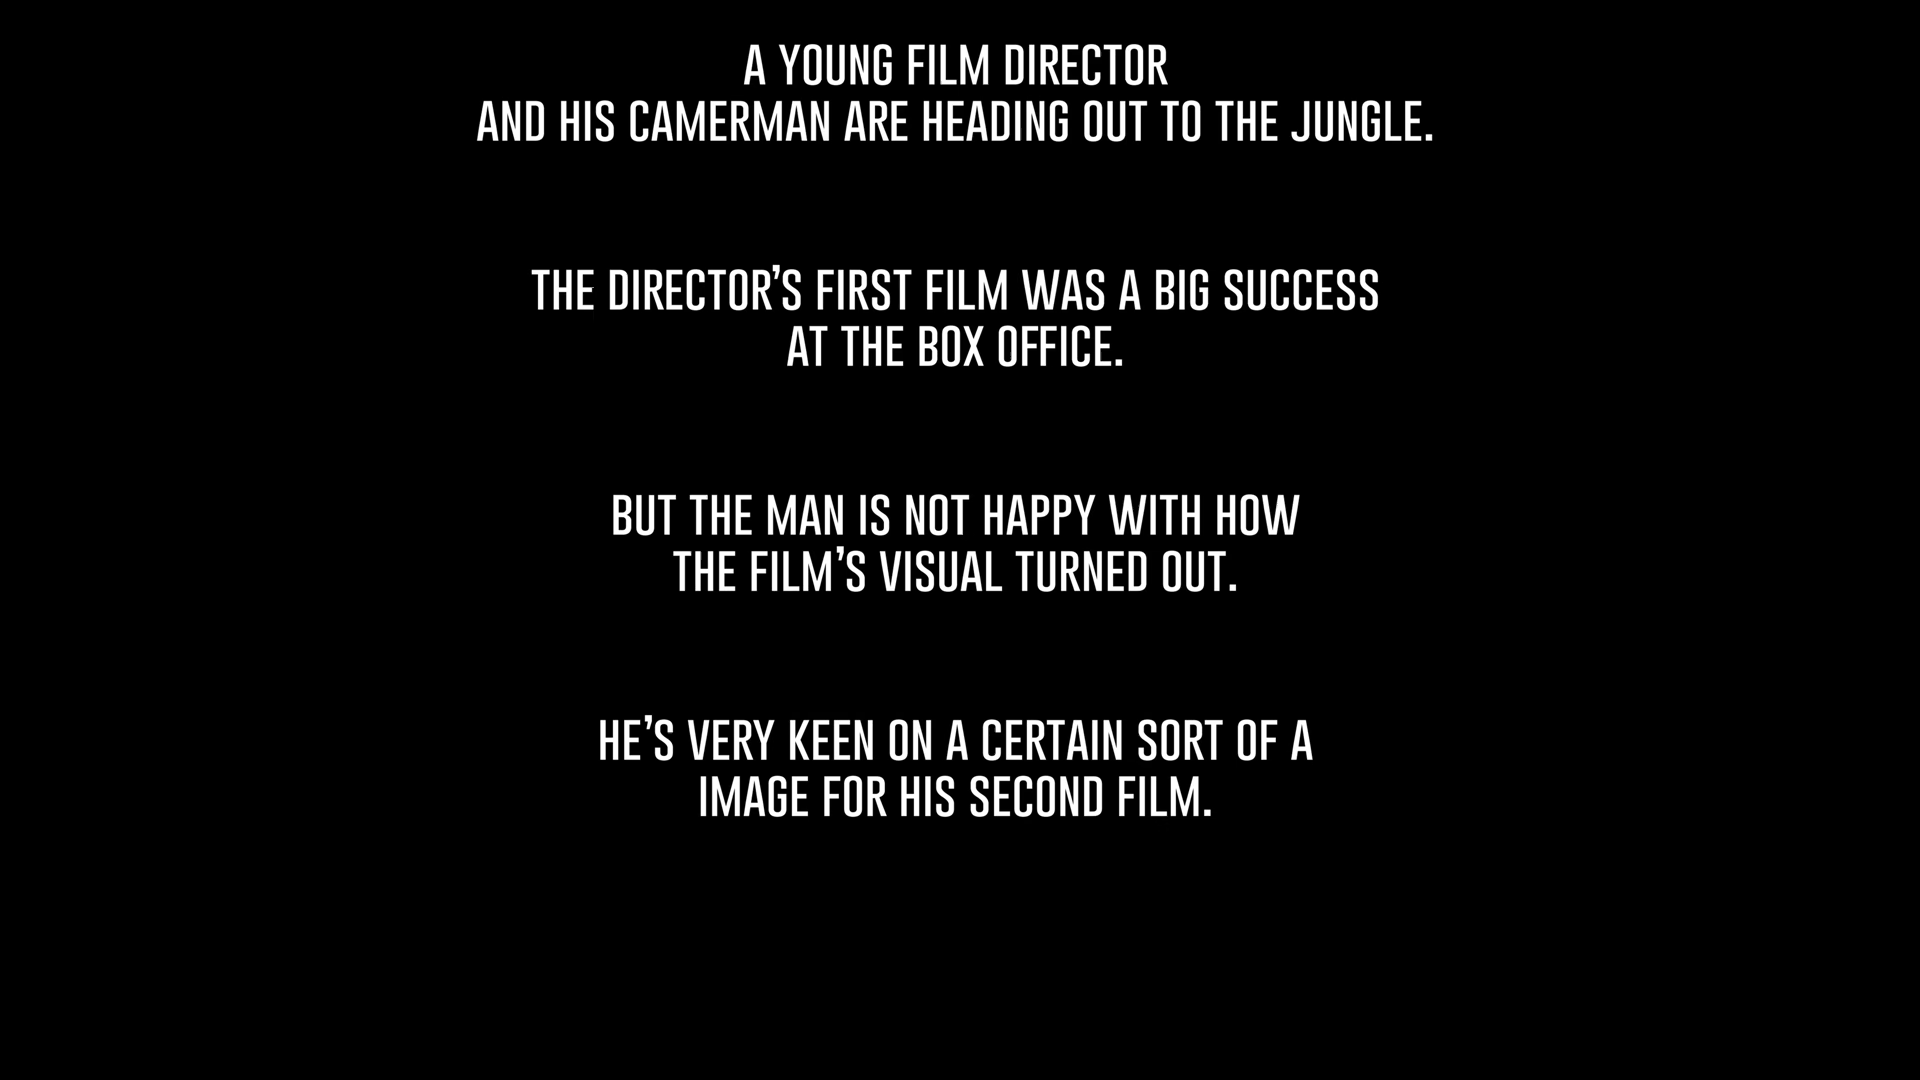 A YOUNG FILM DIRECTOR
AND HIS CAMERMAN ARE HEADING OUT TO THE JUNGLE.
THE DIRECTOR'S FIRST FILM WAS A BIG SUCCESS
AT THE BOX OFFICE.
BUT THE MAN IS NOT HAPPY WITH HOW
THE FILM'S VISUAL TURNED OUT.
HE'S VERY KEEN ON A CERTAIN SORT OF A
IMAGE FOR HIS SECOND FILM.